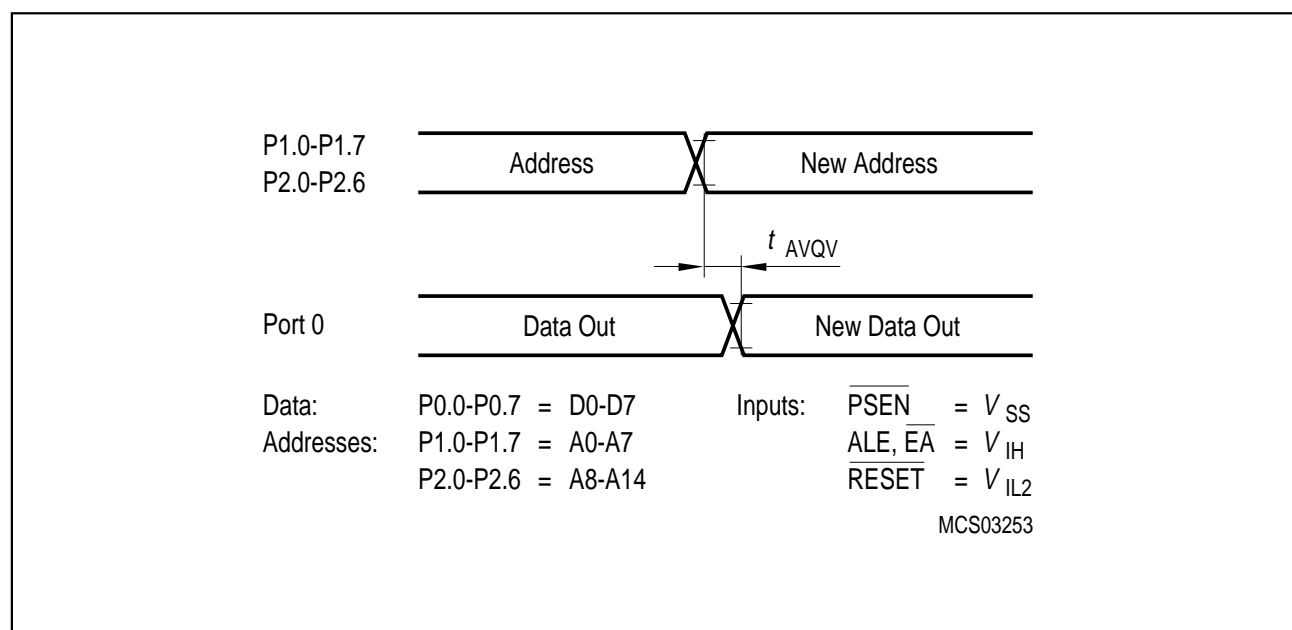 P1.0-P1.7
P2.0-P2.6
Address
New Address
t AVQV
Port 0
Data Out
New Data Out
Data: P0.0-P0.7 = D0-D7 Inputs: PSEN = V SS
Addresses: P1.0-P1.7 = A0-A7 ALE, EA = V IH
P2.0-P2.6 = A8-A14 RESET = V IL2
MCS03253